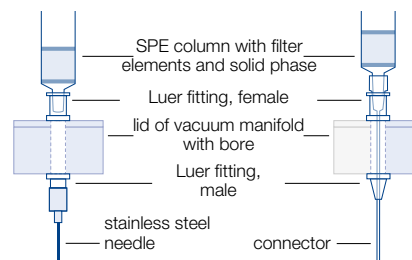 SPE column with filter
elements and solid phase
Luer fitting, female
lid of vacuum manifold
with bore
Luer fitting,
male
stainless steel
needle
connector